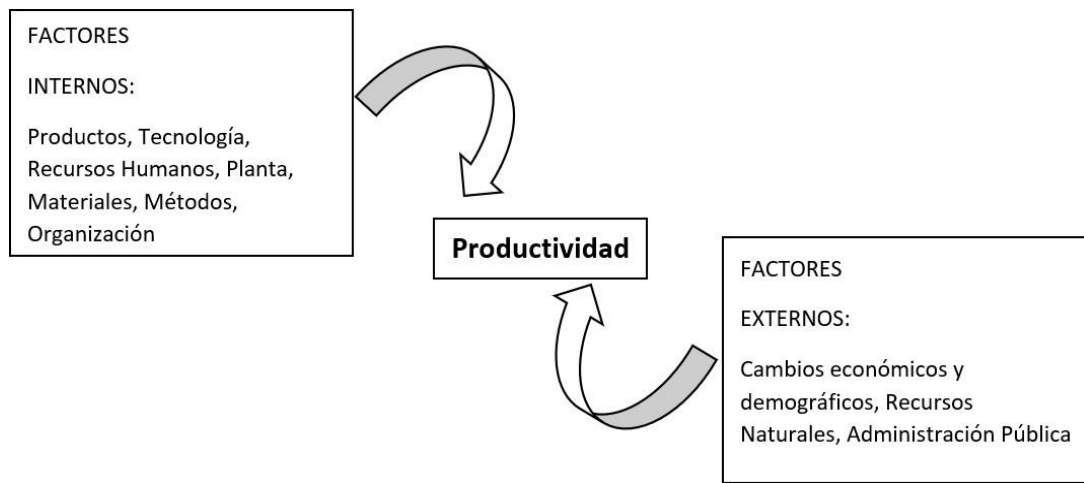 FACTORES
INTERNOS:
Productos, Tecnología,
Recursos Humanos, Planta,
Materiales, Métodos,
Organización
Productividad
FACTORES
EXTERNOS:
Cambios económicos y
demográficos, Recursos
Naturales, Administración Pública